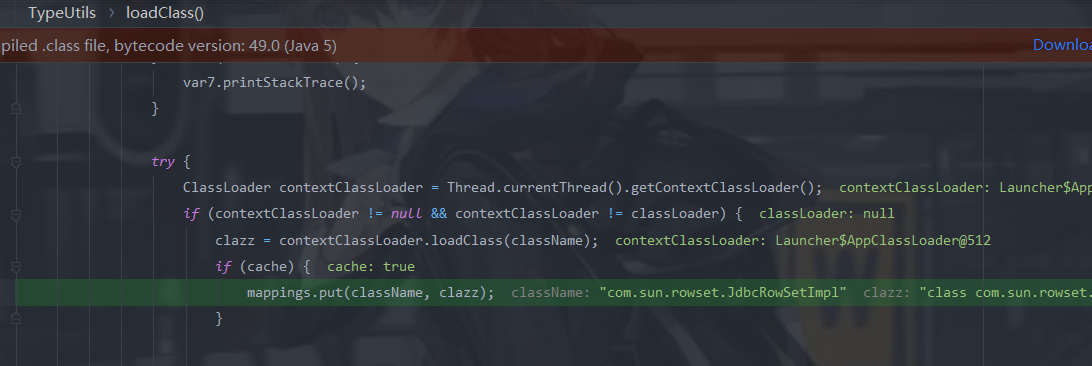 TypeUtils › loadClass()
piled .class file, bytecode version: 49.0 (Java 5) Downloa
var7.printStackTrace();
}
try {
ClassLoader contextClassLoader = Thread.currentThread().getContextClassLoader(); contextClassLoader: Launcher$App
if (contextClassLoader != null && contextClassLoader != classLoader) { classLoader: null
clazz = contextClassLoader.loadClass(className); contextClassLoader: Launcher$AppClassLoader@512
if (cache) { cache: true
mappings.put(className, clazz); className: "com.sun.rowset.JdbcRowSetImpl" clazz: "class com.sun.rowset.
}